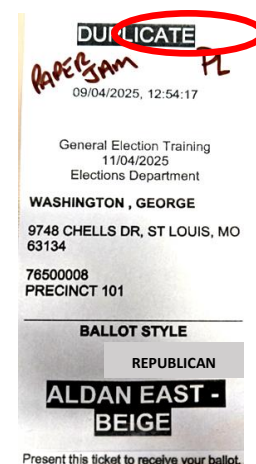 DUPLICATE
PAPER JAM PL
09/04/2025, 12:54:17
General Election Training
11/04/2025
Elections Department
WASHINGTON , GEORGE
9748 CHELLS DR, ST LOUIS, MO
63134
76500008
PRECINCT 101
BALLOT STYLE
REPUBLICAN
ALDAN EAST -
BEIGE
Present this ticket to receive your ballot.